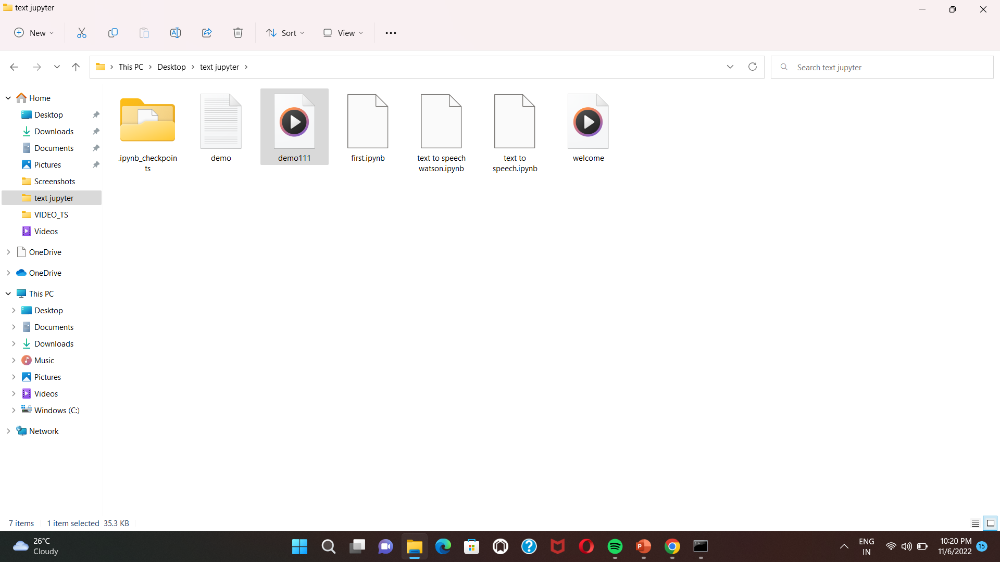 text jupyter
New
Sort
View
This PC
Desktop
text jupyter
Search text jupyter
Home
Desktop
Downloads
Documents
Pictures
Screenshots
text jupyter
VIDEO_TS
Videos
OneDrive
OneDrive
This PC
Desktop
Documents
Downloads
Music
Pictures
Videos
Windows (C:)
Network
.ipynb_checkpoin
ts
demo
demo111
first.ipynb
text to speech
watson.ipynb
text to
speech.ipynb
welcome
7 items
1 item selected 35.3 KB
26°C
Cloudy
ENG
IN
10:20 PM
11/6/2022
15